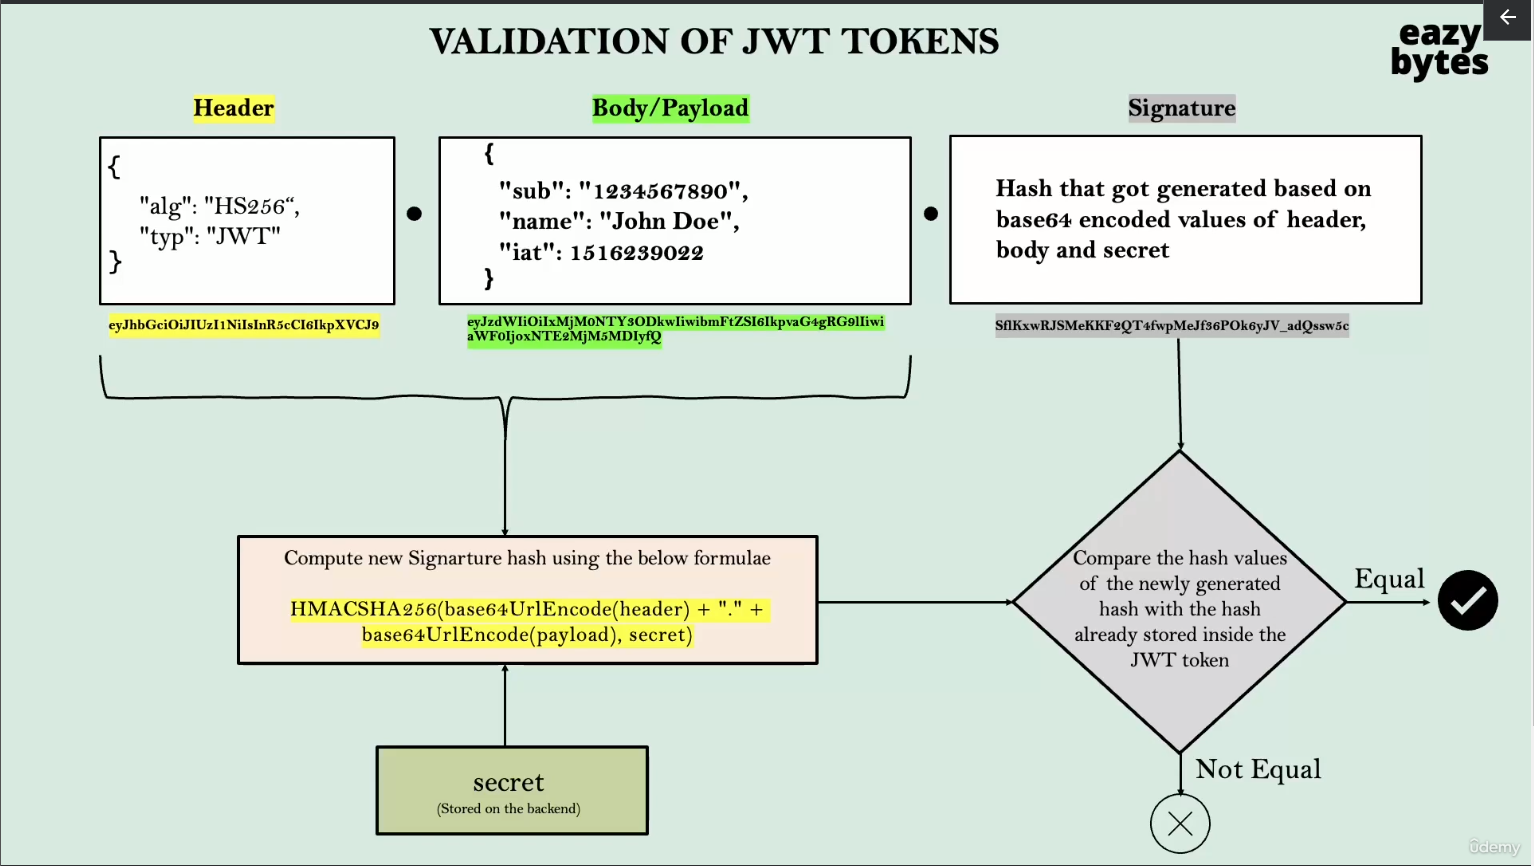 VALIDATION OF JWT TOKENS
eazy
bytes
Header
Body/Payload
Signature
{
"alg": "HS256“,
"typ": "JWT"
}
{
"sub": "1234567890",
"name": "John Doe",
"iat": 1516239022
}
Hash that got generated based on
base64 encoded values of header,
body and secret
eyJhbGciOiJIUzI1NiIsInR5cCI6IkpXVCJ9
eyJzdWIiOiIxMjM0NTY3ODkwIiwibmFtZSI6IkpvaG4gRG9lIiwi
aWF0IjoxNTE2MjM5MDIyfQ
SflKxwRJSMeKKF2QT4fwpMeJf36POk6yJV_adQssw5c
Compute new Signarture hash using the below formulae
HMACSHA256(base64UrlEncode(header) + "." +
base64UrlEncode(payload), secret)
Compare the hash values
of the newly generated
hash with the hash
already stored inside the
JWT token
Equal
Not Equal
secret
(Stored on the backend)
ûdemy